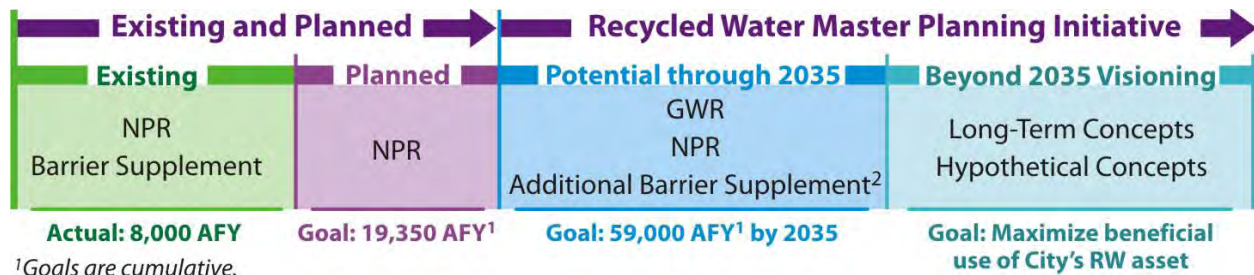 Existing and Planned
Recycled Water Master Planning Initiative
Existing
Planned
Potential through 2035
Beyond 2035 Visioning
NPR
Barrier Supplement
NPR
GWR
NPR
Additional Barrier Supplement²
Long-Term Concepts
Hypothetical Concepts
Actual: 8,000 AFY
Goal: 19,350 AFY¹
Goal: 59,000 AFY¹ by 2035
Goal: Maximize beneficial
use of City's RW asset
¹Goals are cumulative.